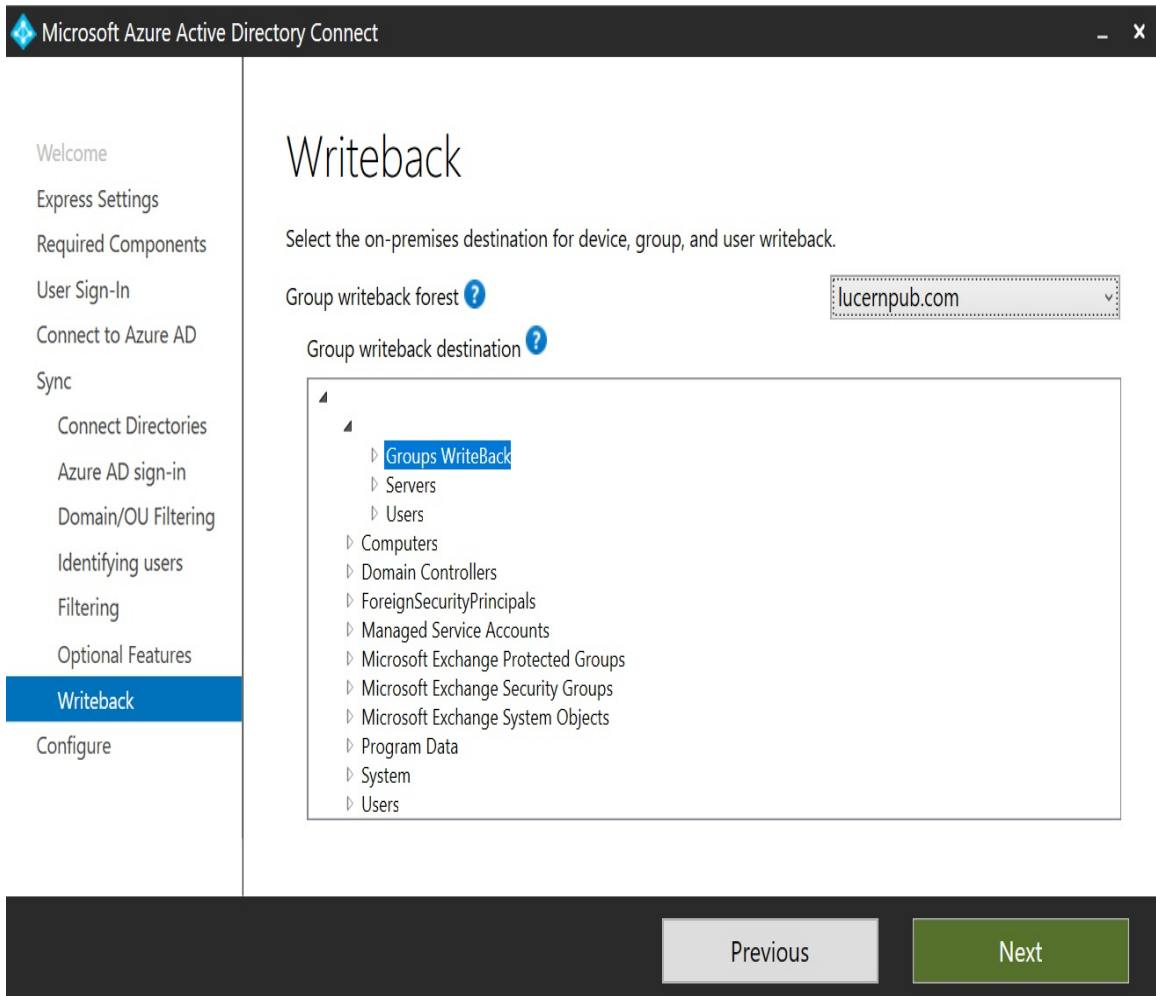 Microsoft Azure Active Directory Connect
Welcome
Express Settings
Required Components
User Sign-In
Connect to Azure AD
Sync
Connect Directories
Azure AD sign-in
Domain/OU Filtering
Identifying users
Filtering
Optional Features
Writeback
Configure
Writeback
Select the on-premises destination for device, group, and user writeback.
Group writeback forest ?
lucernpub.com
Group writeback destination ?
Groups WriteBack
Servers
Users
Computers
Domain Controllers
ForeignSecurityPrincipals
Managed Service Accounts
Microsoft Exchange Protected Groups
Microsoft Exchange Security Groups
Microsoft Exchange System Objects
Program Data
System
Users
Previous
Next